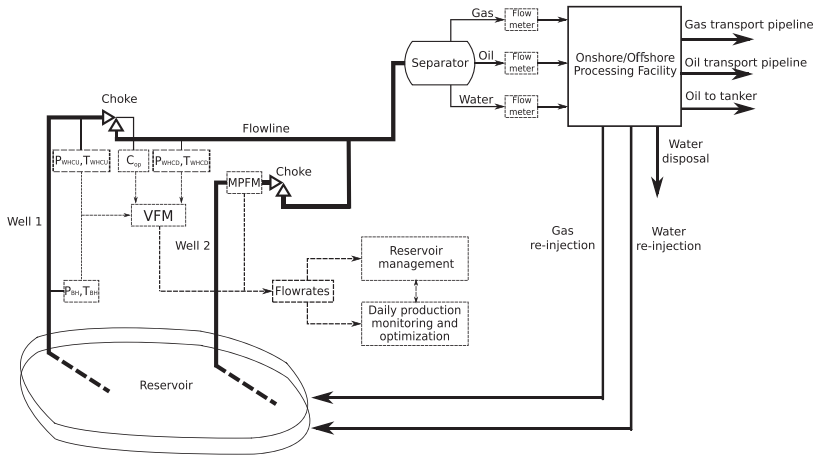 Gas
Flow
meter
Gas transport pipeline
Separator
Oil
Flow
meter
Onshore/Offshore
Processing Facility
Oil transport pipeline
Water
Flow
meter
Oil to tanker
Choke
Flowline
Water
disposal
PWHCU,TWHCU
Cop
PWHCD,TWHCD
MPFM
Choke
Well 1
VFM
Well 2
Gas
re-injection
Water
re-injection
Reservoir
management
PBH,TBH
Flowrates
Daily production
monitoring and
optimization
Reservoir